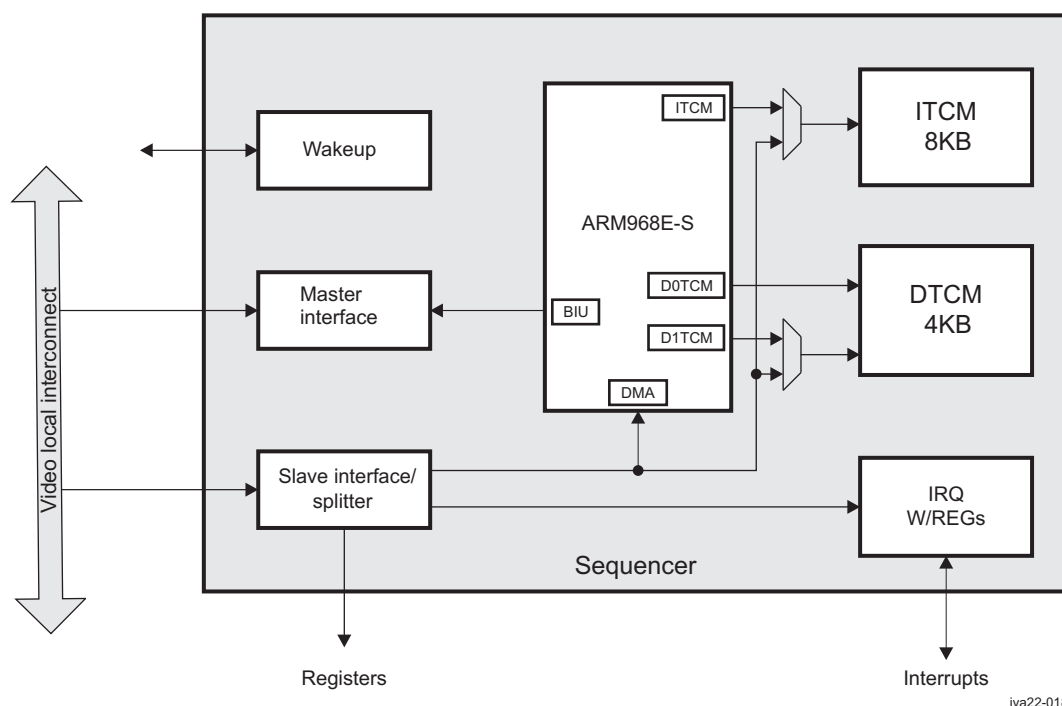 Wakeup
ITCM
ITCM
8KB
ARM968E-S
Video local interconnect
Master
interface
BIU
D0TCM
D1TCM
DTCM
4KB
DMA
Slave interface/
splitter
IRQ
W/REGs
Sequencer
Registers
Interrupts